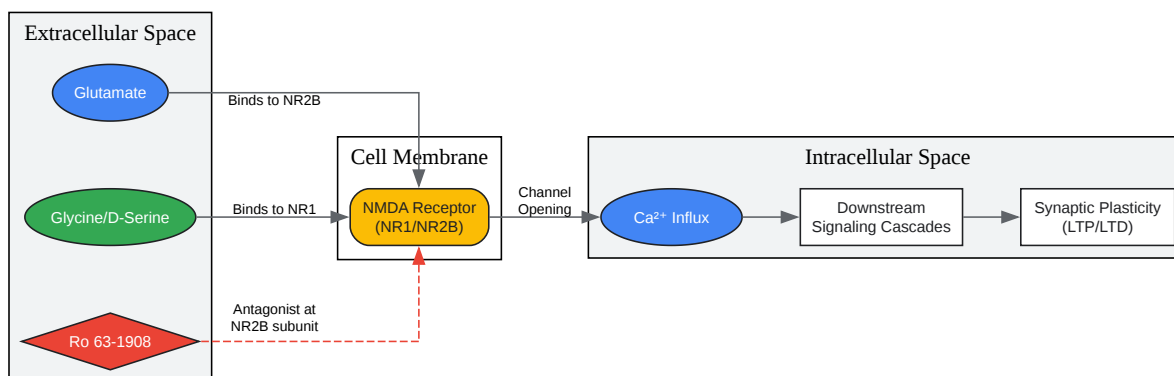 Extracellular Space
Glutamate
Binds to NR2B
Cell Membrane
Intracellular Space
Glycine/D-Serine
Binds to NR1
NMDA Receptor
(NR1/NR2B)
Channel
Opening
Ca²⁺ Influx
Downstream
Signaling Cascades
Synaptic Plasticity
(LTP/LTD)
Antagonist at
NR2B subunit
Ro 63-1908